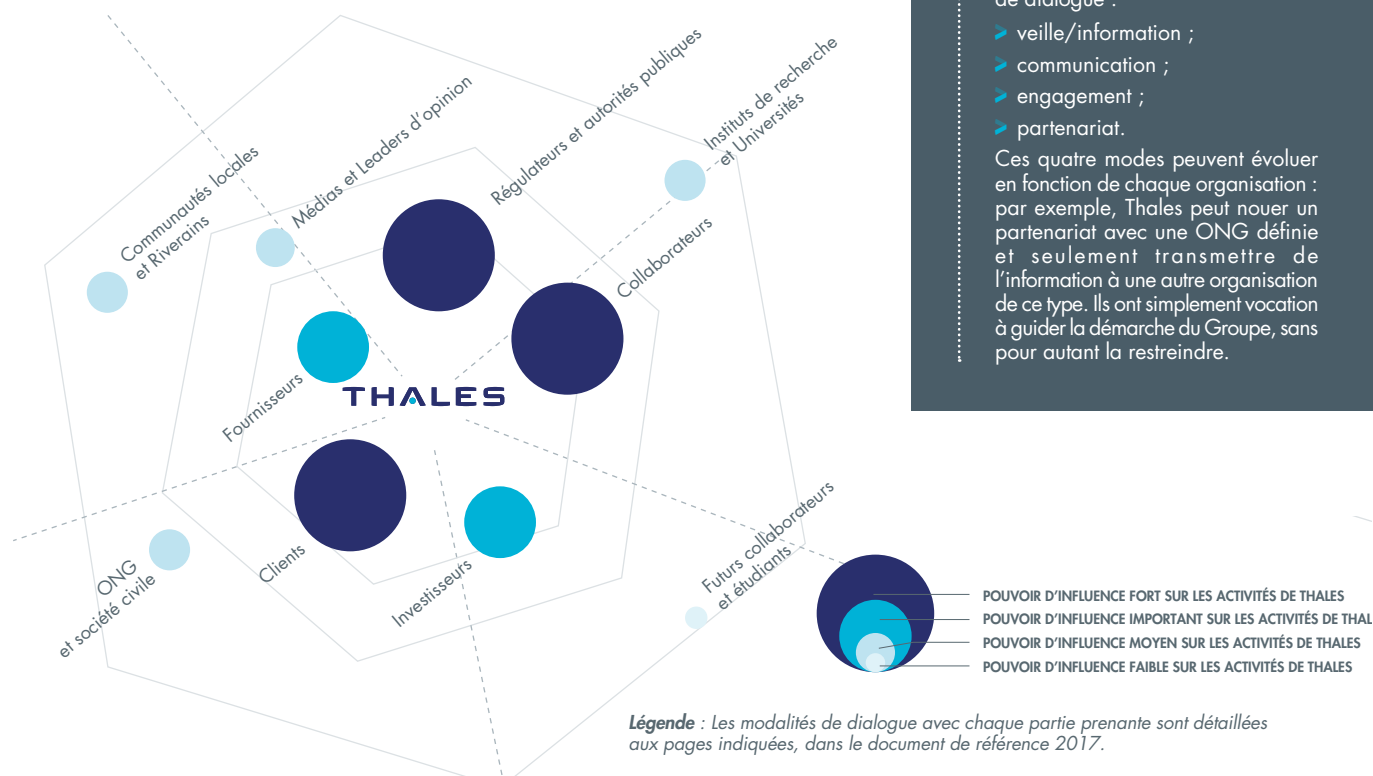 Communautés locales
et Riverains
Médias et Leaders d'opinion
Régulateurs et autorités publiques
Instituts de recherche
et Universités
Collaborateurs
Fournisseurs
THALES
ONG
et société civile
Clients
Investisseurs
Futurs collaborateurs
et étudiants
de dialogue :
> veille/information ;
> communication ;
> engagement ;
> partenariat.
Ces quatre modes peuvent évoluer
en fonction de chaque organisation :
par exemple, Thales peut nouer un
partenariat avec une ONG définie
et seulement transmettre de
l'information à une autre organisation
de ce type. Ils ont simplement vocation
à guider la démarche du Groupe, sans
pour autant la restreindre.
POUVOIR D'INFLUENCE FORT SUR LES ACTIVITÉS DE THALES
POUVOIR D'INFLUENCE IMPORTANT SUR LES ACTIVITÉS DE THAL
POUVOIR D'INFLUENCE MOYEN SUR LES ACTIVITÉS DE THALES
POUVOIR D'INFLUENCE FAIBLE SUR LES ACTIVITÉS DE THALES
Légende : Les modalités de dialogue avec chaque partie prenante sont détaillées
aux pages indiquées, dans le document de référence 2017.